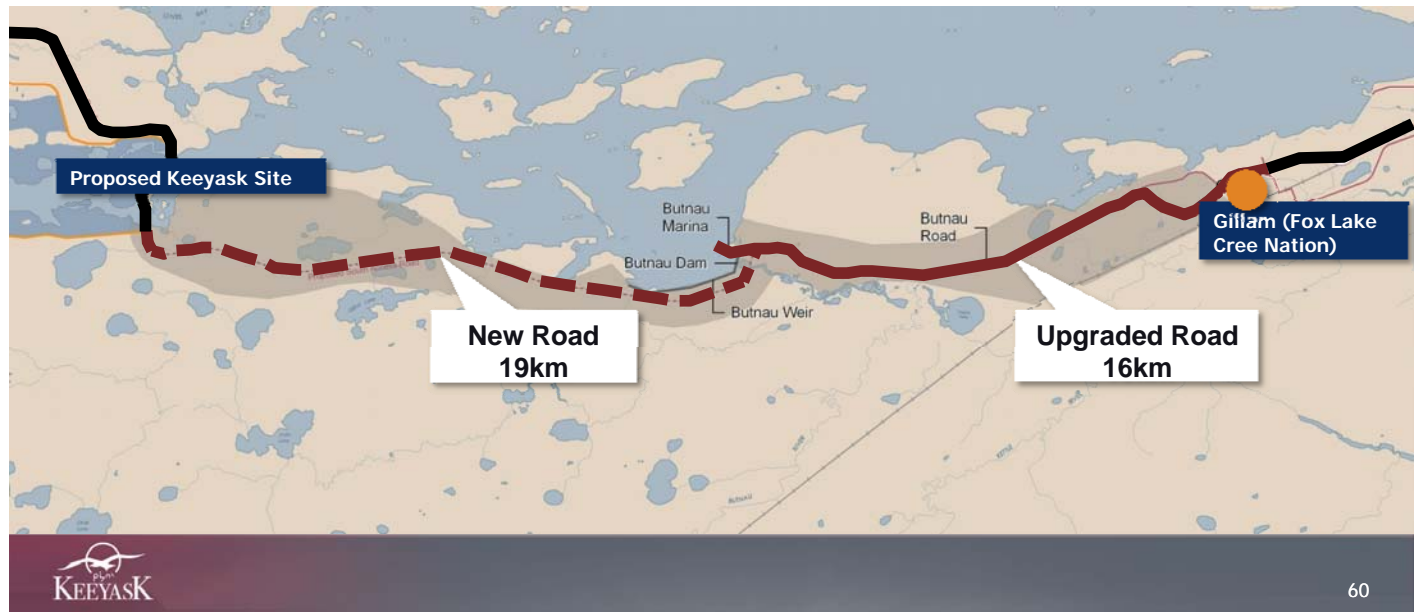 Proposed Keeyask Site
Butnau
Marina
Butnau Dam
Butnau
Road
Gillam (Fox Lake
Cree Nation)
Butnau Weir
New Road
19km
Upgraded Road
16km
KEEYASK
60